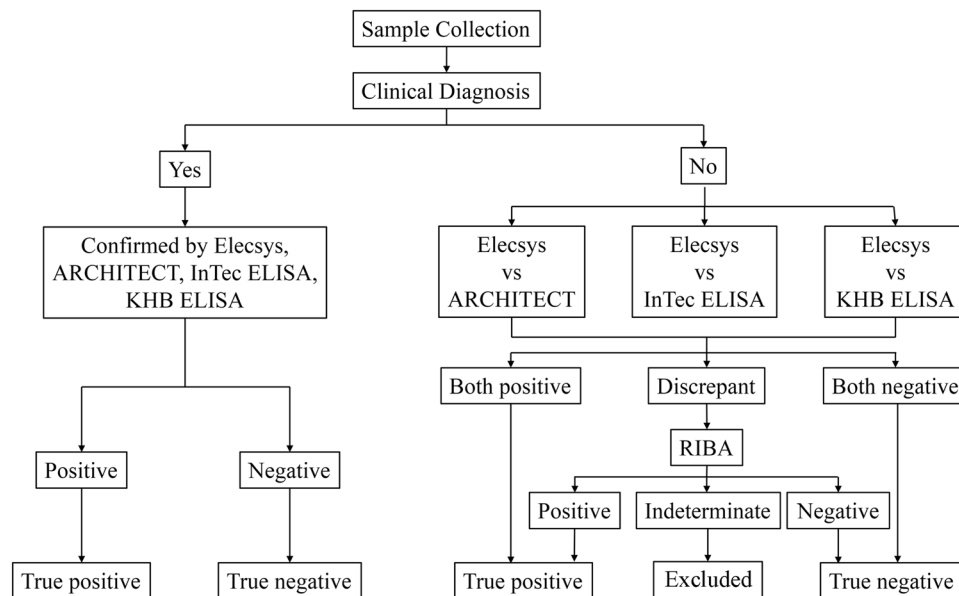 Sample Collection
Clinical Diagnosis
Yes
No
Confirmed by Elecsys,
ARCHITECT, InTec ELISA,
KHB ELISA
Elecsys
vs
ARCHITECT
Elecsys
vs
InTec ELISA
Elecsys
vs
KHB ELISA
Both positive
Discrepant
Both negative
RIBA
Positive
Negative
Positive
Indeterminate
Negative
True positive
True negative
True positive
Excluded
True negative